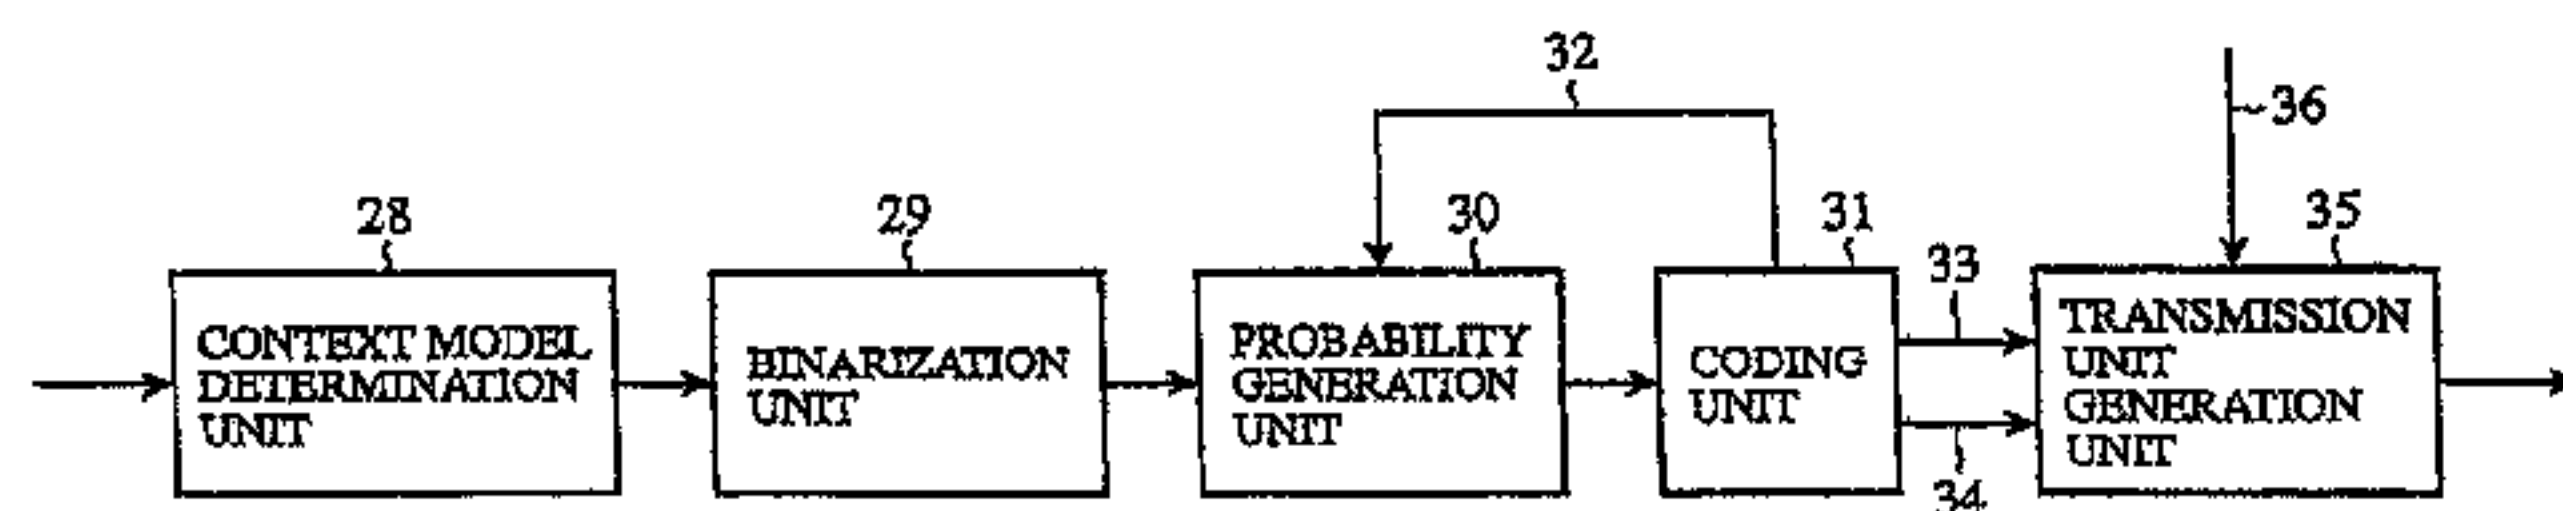 32
36
28
29
30
31
33
35
CONTEXT MODEL
DETERMINATION
UNIT
BINARIZATION
UNIT
PROBABILITY
GENERATION
UNIT
CODING
UNIT
TRANSMISSION
UNIT
GENERATION
UNIT
34